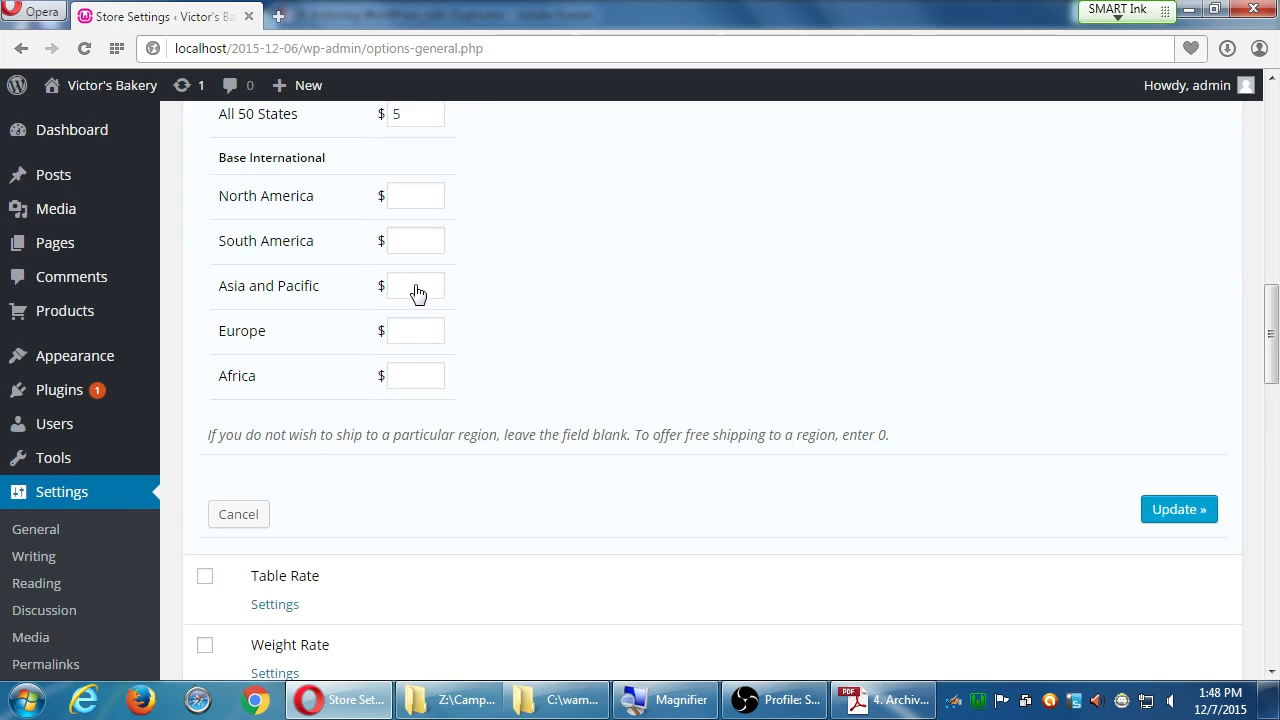 Opera
Store Settings ‹ Victor's Ba
SMART Ink
localhost/2015-12-06/wp-admin/options-general.php
Victor's Bakery
1
0
New
Howdy, admin
Dashboard
Posts
Media
Pages
Comments
Products
Appearance
Plugins 1
Users
Tools
Settings
General
Writing
Reading
Discussion
Media
Permalinks
All 50 States $ 5
Base International
North America $
South America $
Asia and Pacific $
Europe $
Africa $
If you do not wish to ship to a particular region, leave the field blank. To offer free shipping to a region, enter 0.
Cancel
Update »
Table Rate
Settings
Weight Rate
Settings
Store Set...
Z:\Camp...
C:\wam...
Magnifier
Profile: S...
PDF
4. Archiv...
1:48 PM
12/7/2015